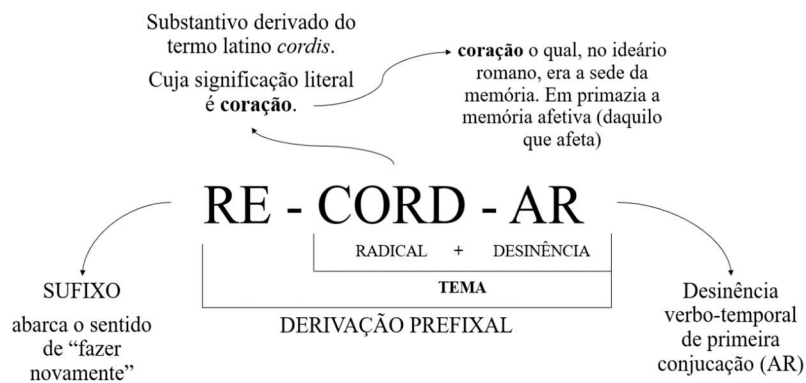 Substantivo derivado do
termo latino cordis.
Cuja significação literal
é coração.
coração o qual, no ideário
romano, era a sede da
memória. Em primazia a
memória afetiva (daquilo
que afeta)
RE - CORD - AR
RADICAL + DESINÊNCIA
TEMA
DERIVAÇÃO PREFIXAL
SUFIXO
abarca o sentido
de “fazer
novamente”
Desinência
verbo-temporal
de primeira
conjucação (AR)